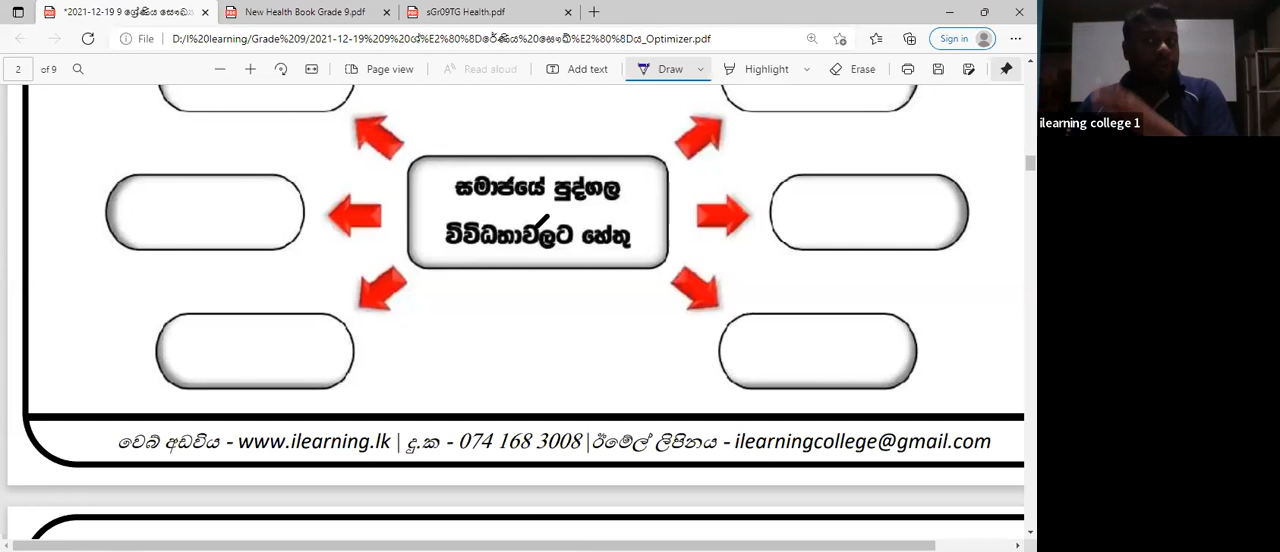 *2021-12-19 9 ශ්‍රේණිය සෞඛ්‍ය
New Health Book Grade 9.pdf
sGr09TG Health.pdf
File
D:/I%20learning/Grade%209/2021-12-19%209%20ශ්%E2%80%8Dරේණිය%20සෞඛ්%E2%80%8Dය_Optimizer.pdf
Sign in
2 of 9
Page view
Read aloud
Add text
Draw
Highlight
Erase
ilearning college 1
සමාජයේ පුද්ගල
විවිධතාවලට හේතු
වෙබ් අඩවිය - www.ilearning.lk | දු.ක - 074 168 3008 |ඊමේල් ලිපිනය - ilearningcollege@gmail.com